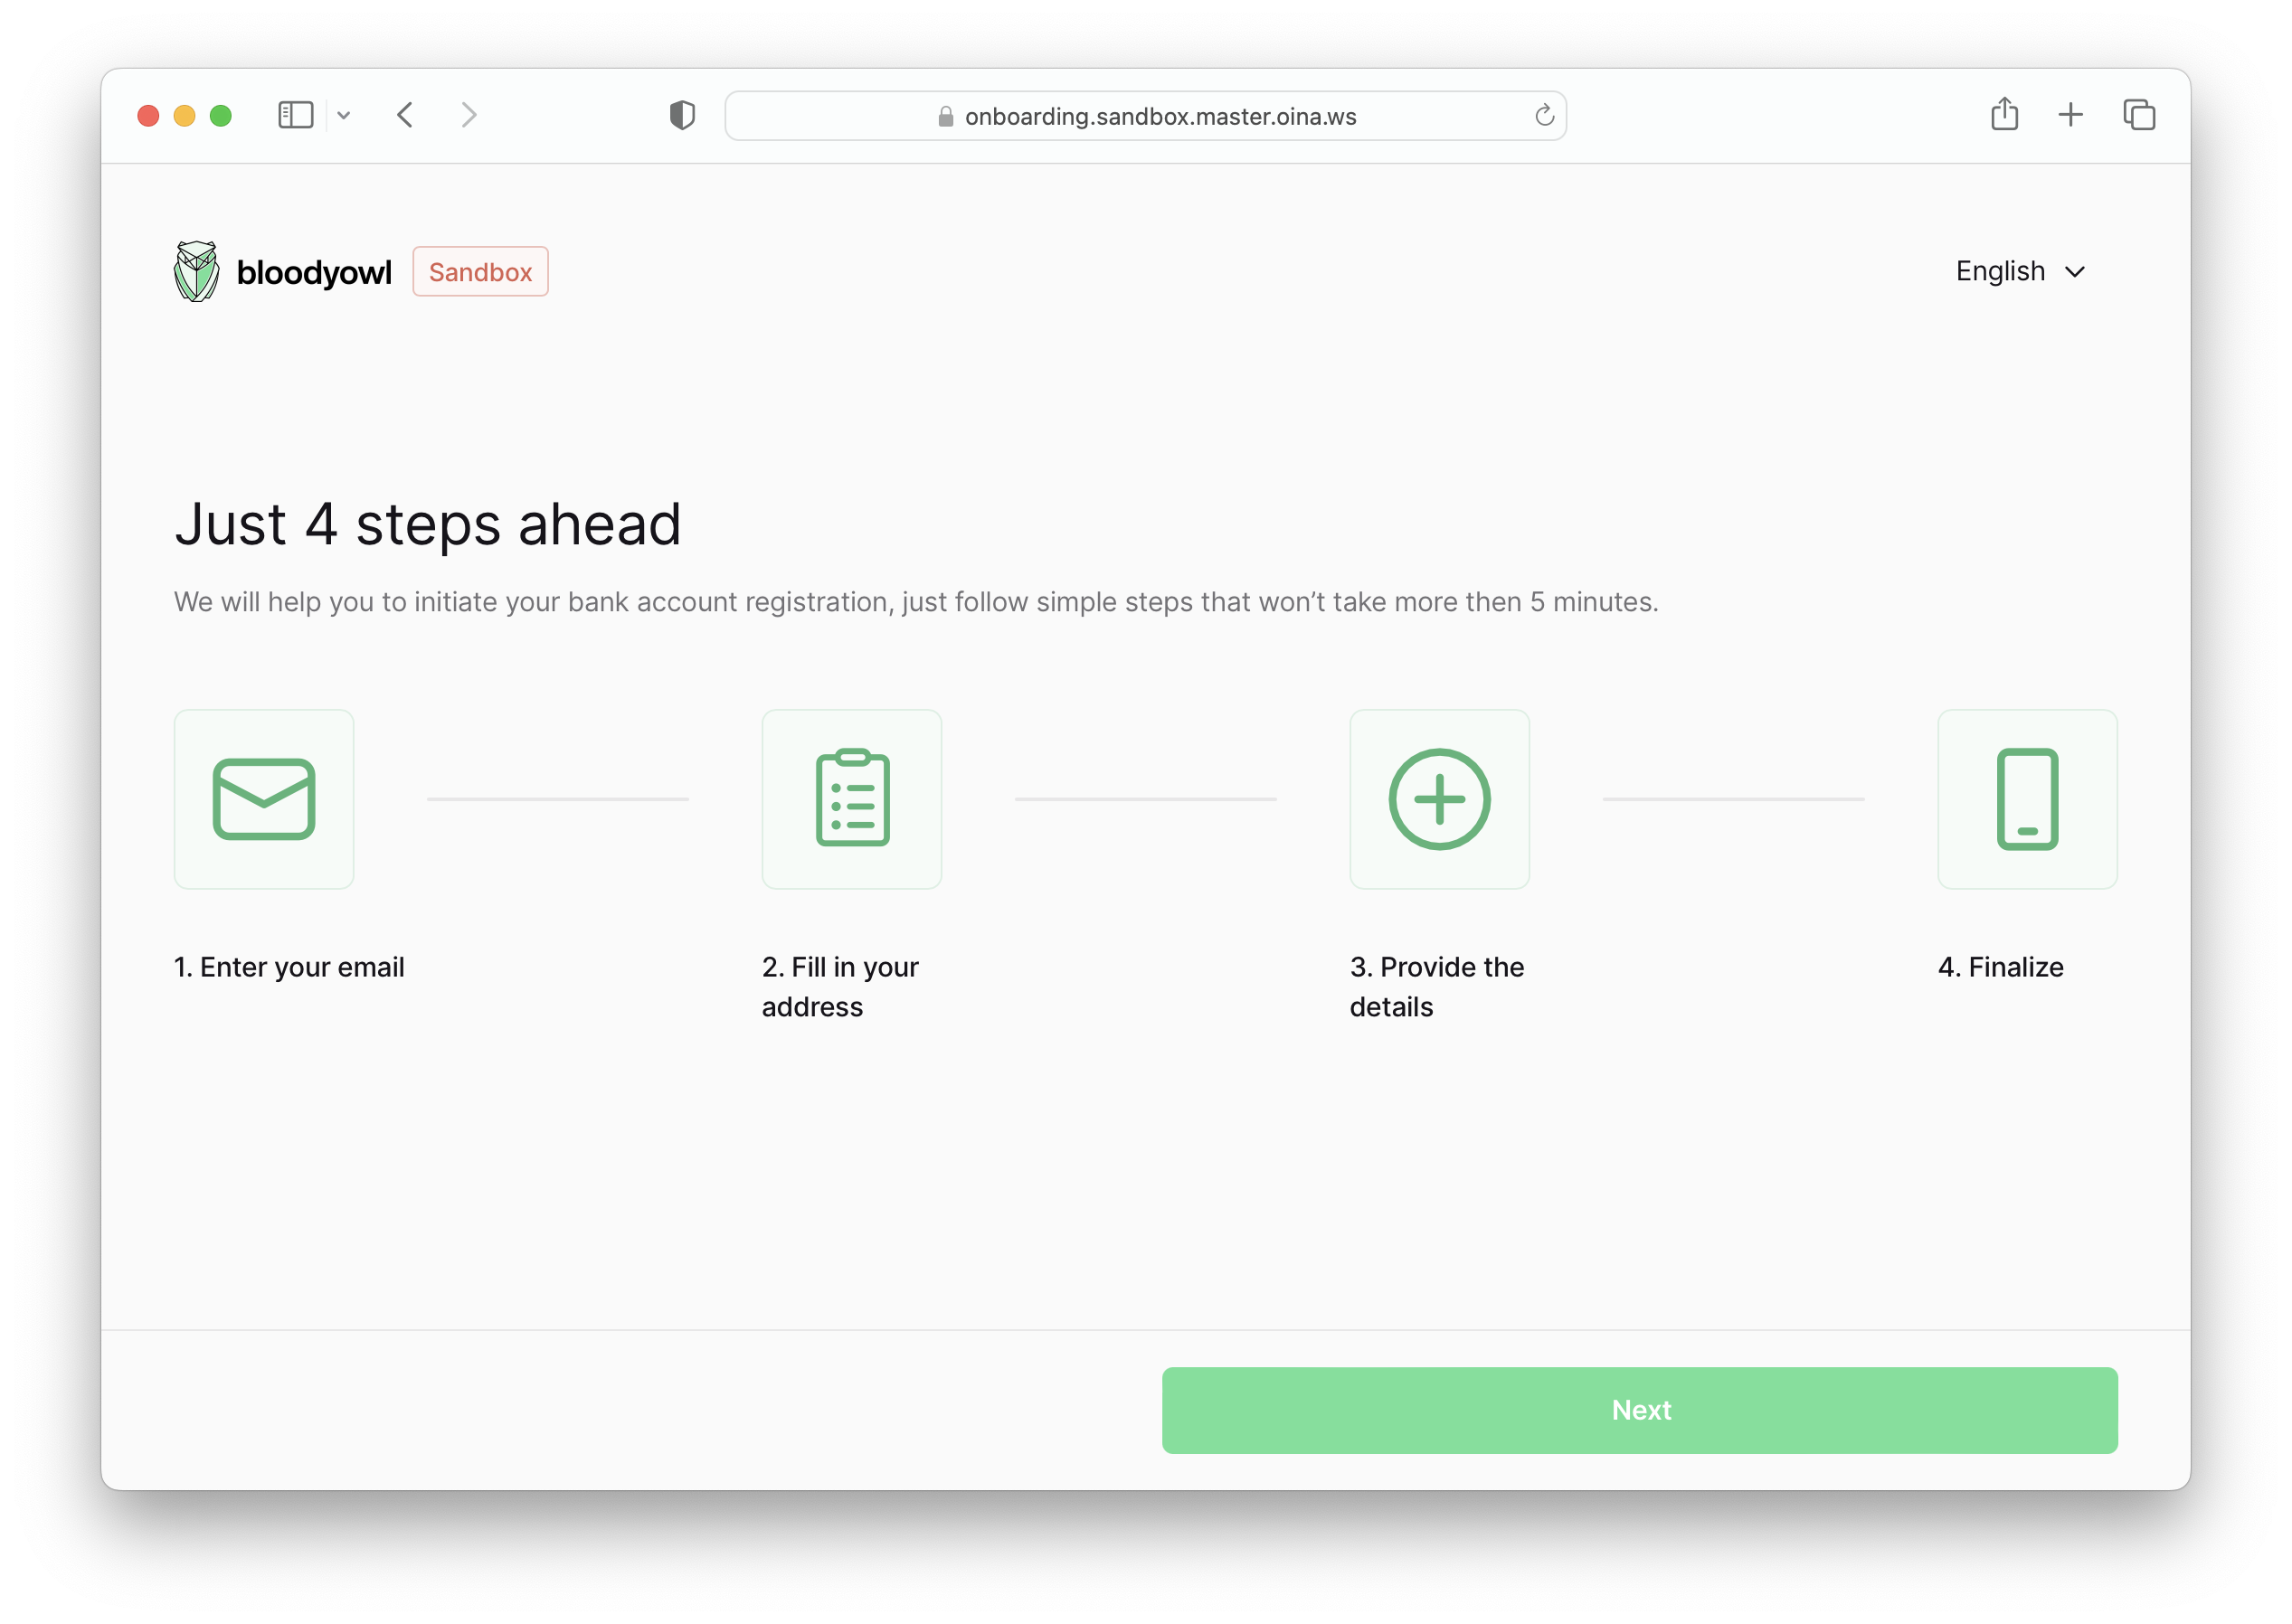 onboarding.sandbox.master.oina.ws
bloodyowl
Sandbox
English
Just 4 steps ahead
We will help you to initiate your bank account registration, just follow simple steps that won’t take more then 5 minutes.
1. Enter your email
2. Fill in your
address
3. Provide the
details
4. Finalize
Next